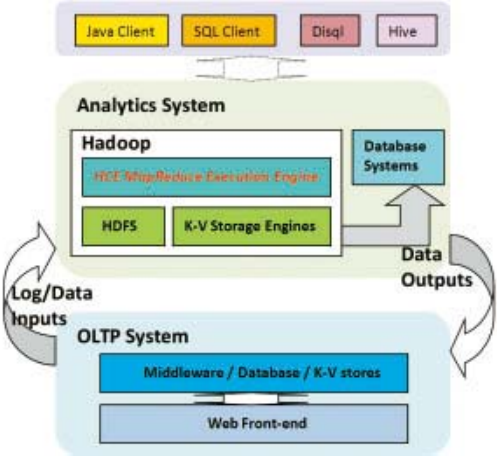 Java Client
SQL Client
Disql
Hive
Analytics System
Hadoop
HCE MapReduce Execution Engine
Database
Systems
HDFS
K-V Storage Engines
Data
Outputs
Log/Data
Inputs
OLTP System
Middleware / Database / K-V stores
Web Front-end